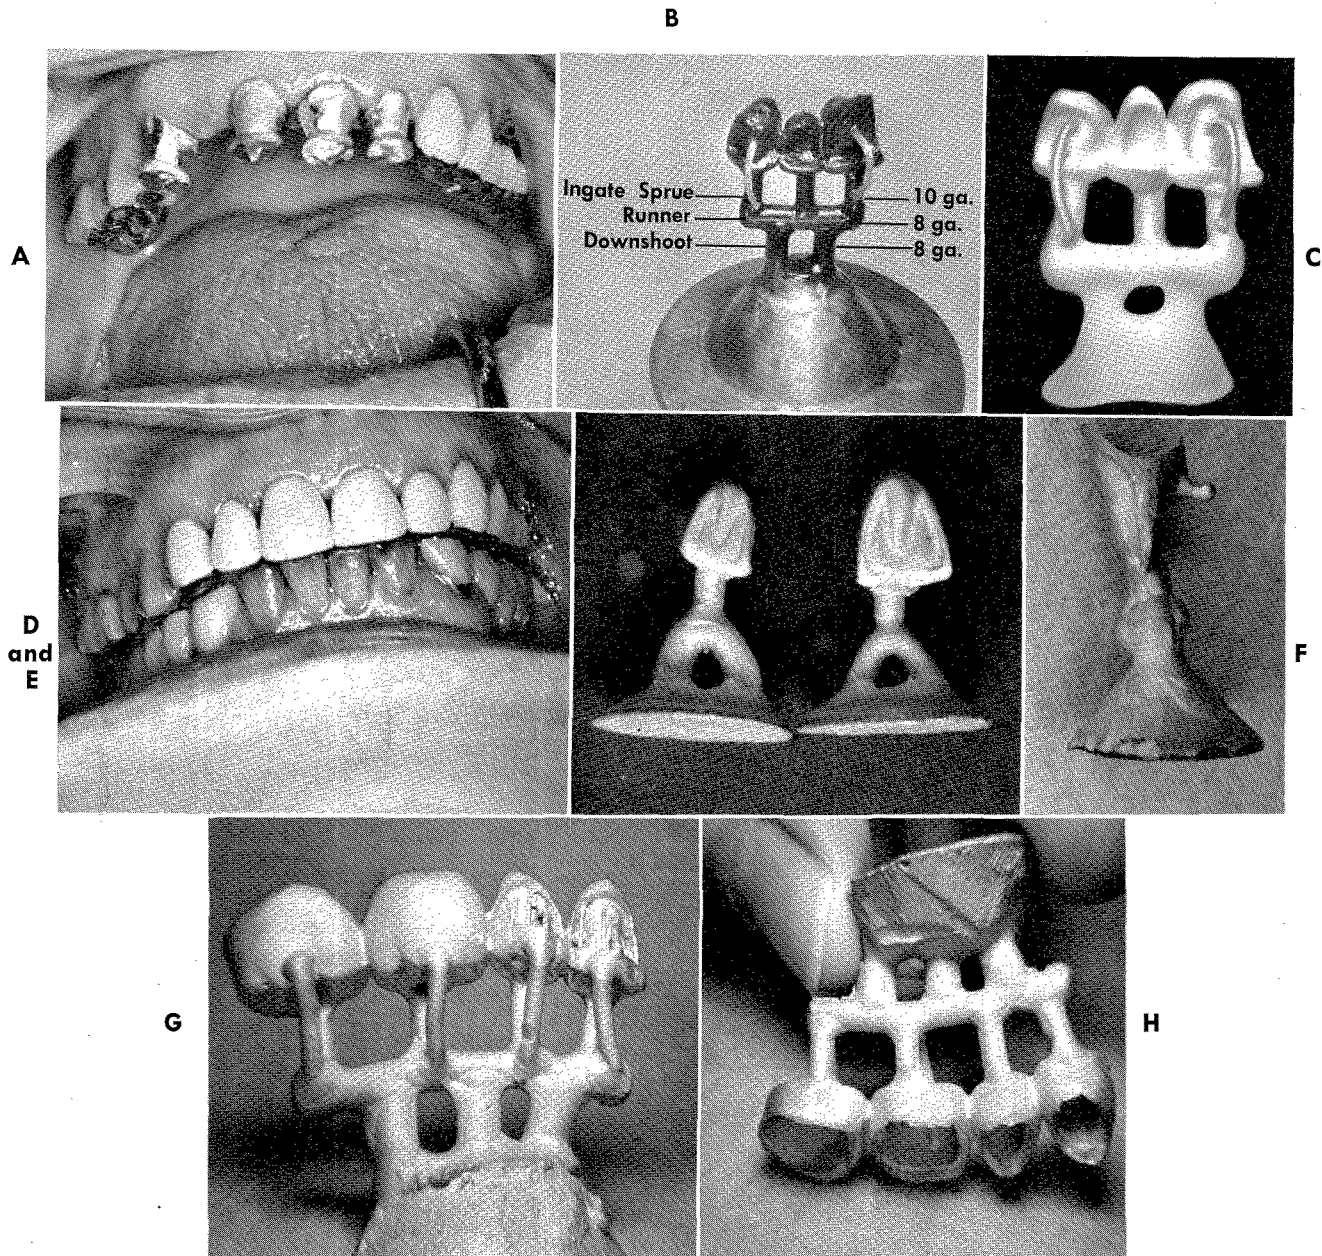 B
A
Ingate Sprue
10 ga.
Runner
8 ga.
Downshoot
8 ga.
C
D
and
E
F
G
H